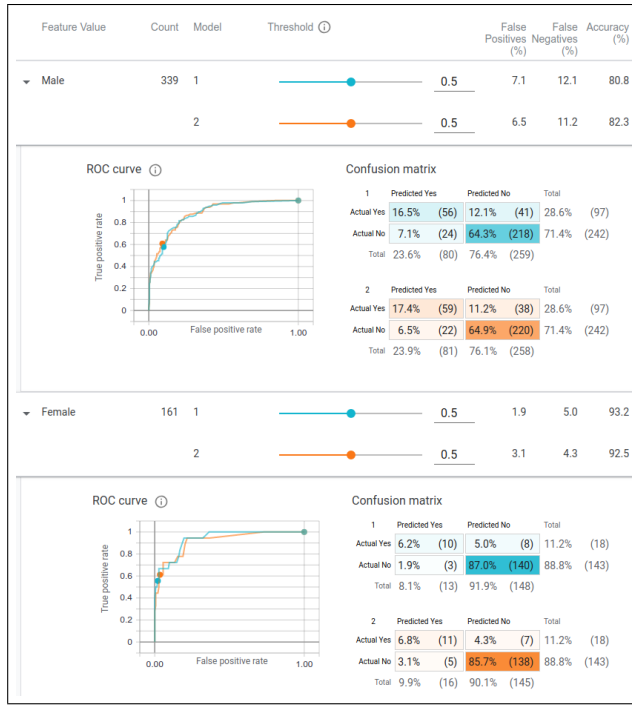 Feature Value Count Model Threshold ⓘ False Positives (%) False Negatives (%) Accuracy (%)
Male 339 1 0.5 7.1 12.1 80.8
2 0.5 6.5 11.2 82.3
ROC curve ⓘ
True positive rate
1
0.8
0.6
0.4
0.2
0
0.00 False positive rate 1.00
Confusion matrix
1 Predicted Yes Predicted No Total
Actual Yes 16.5% (56) 12.1% (41) 28.6% (97)
Actual No 7.1% (24) 64.3% (218) 71.4% (242)
Total 23.6% (80) 76.4% (259)
2 Predicted Yes Predicted No Total
Actual Yes 17.4% (59) 11.2% (38) 28.6% (97)
Actual No 6.5% (22) 64.9% (220) 71.4% (242)
Total 23.9% (81) 76.1% (258)
Female 161 1 0.5 1.9 5.0 93.2
2 0.5 3.1 4.3 92.5
ROC curve ⓘ
True positive rate
1
0.8
0.6
0.4
0.2
0
0.00 False positive rate 1.00
Confusion matrix
1 Predicted Yes Predicted No Total
Actual Yes 6.2% (10) 5.0% (8) 11.2% (18)
Actual No 1.9% (3) 87.0% (140) 88.8% (143)
Total 8.1% (13) 91.9% (148)
2 Predicted Yes Predicted No Total
Actual Yes 6.8% (11) 4.3% (7) 11.2% (18)
Actual No 3.1% (5) 85.7% (138) 88.8% (143)
Total 9.9% (16) 90.1% (145)